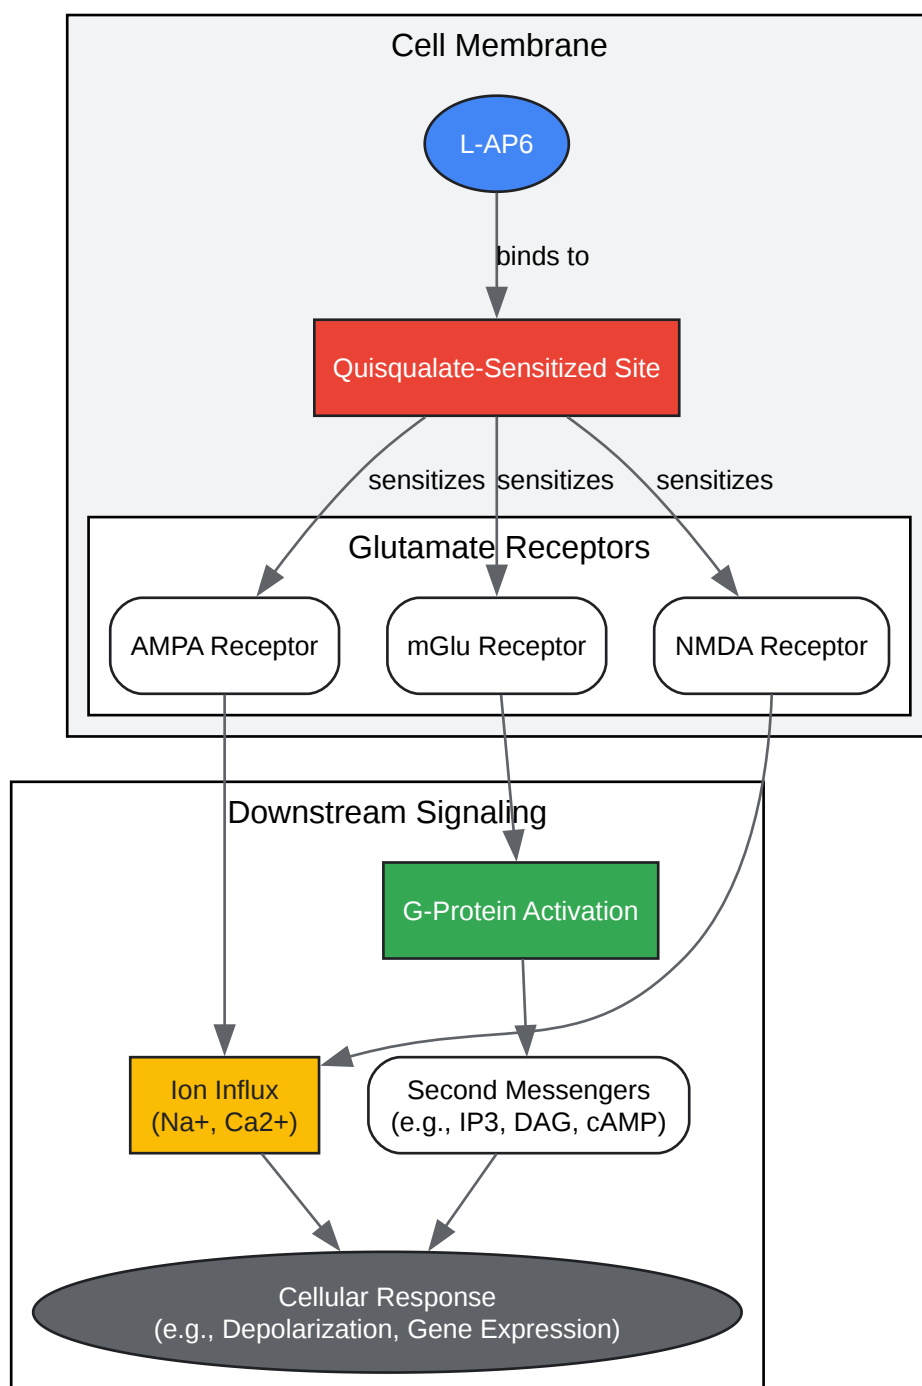 Cell Membrane
L-AP6
binds to
Quisqualate-Sensitized Site
sensitizes
sensitizes
sensitizes
Glutamate Receptors
AMPA Receptor
mGlu Receptor
NMDA Receptor
Downstream Signaling
G-Protein Activation
Ion Influx
(Na+, Ca2+)
Second Messengers
(e.g., IP3, DAG, cAMP)
Cellular Response
(e.g., Depolarization, Gene Expression)